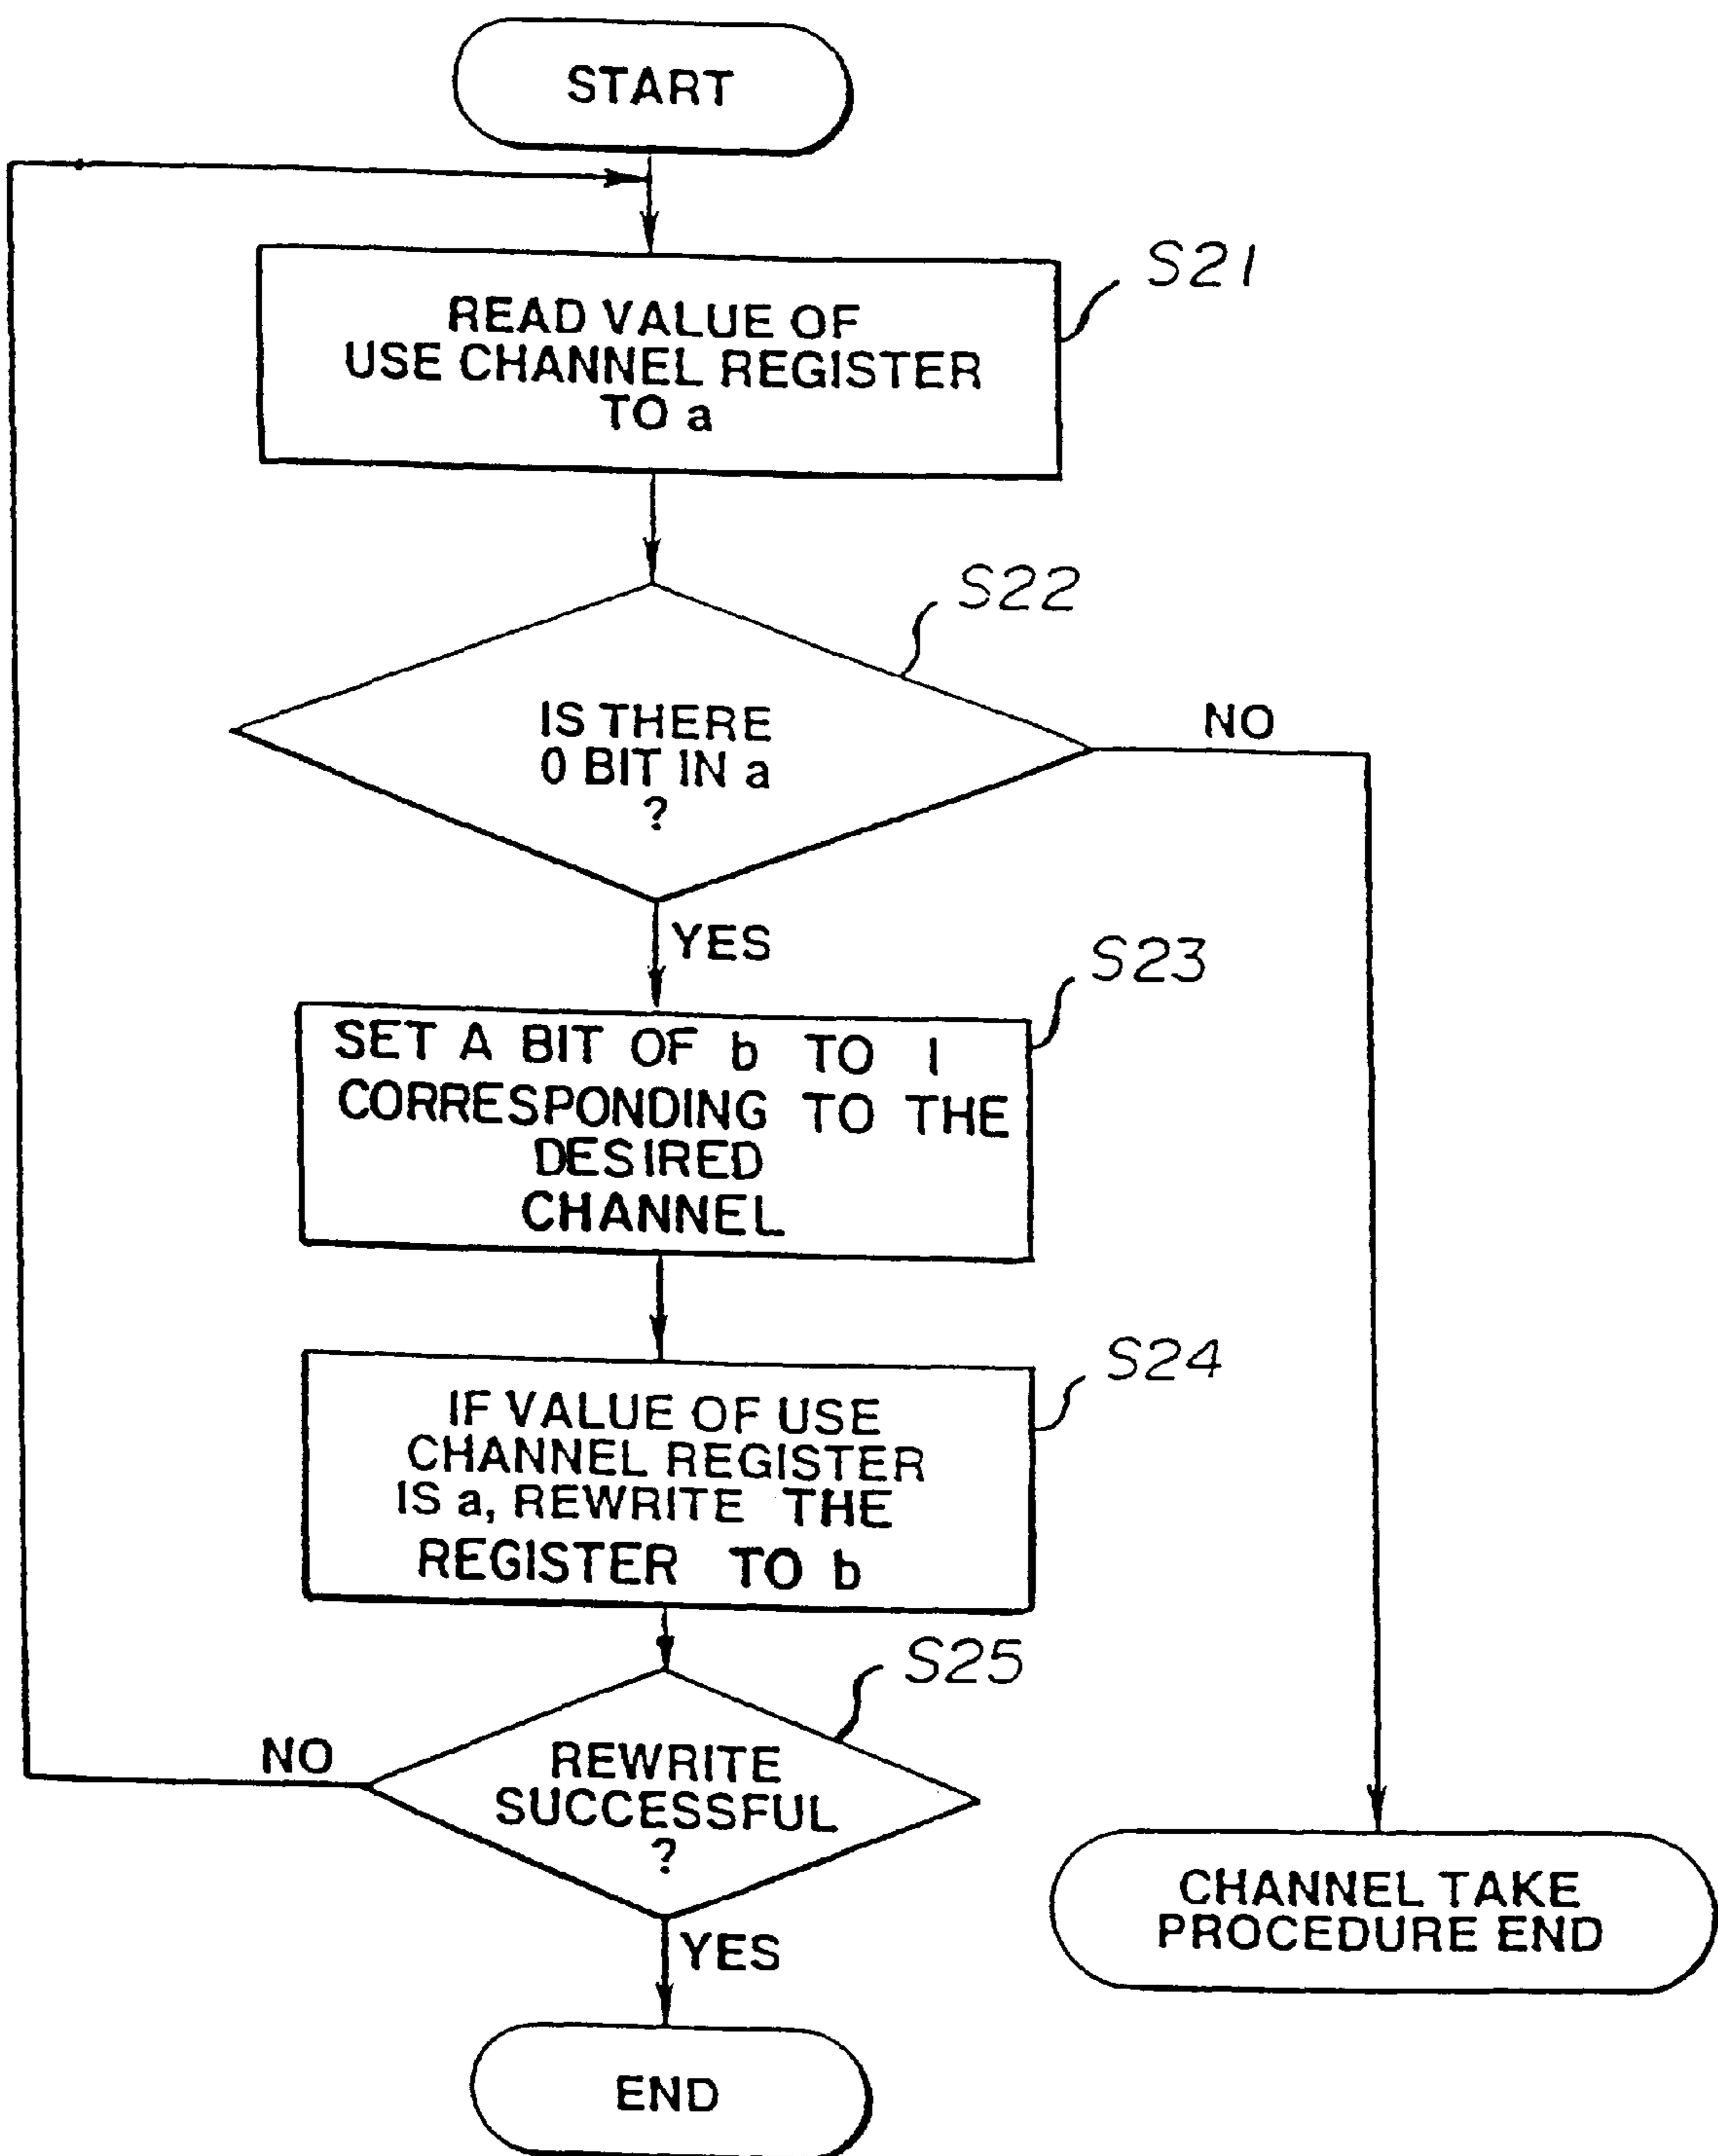 START
S21
READ VALUE OF
USE CHANNEL REGISTER
TO a
S22
IS THERE
0 BIT IN a
?
NO
YES
S23
SET A BIT OF b TO 1
CORRESPONDING TO THE
DESIRED
CHANNEL
S24
IF VALUE OF USE
CHANNEL REGISTER
IS a, REWRITE THE
REGISTER TO b
S25
NO
REWRITE
SUCCESSFUL
?
CHANNEL TAKE
PROCEDURE END
YES
END